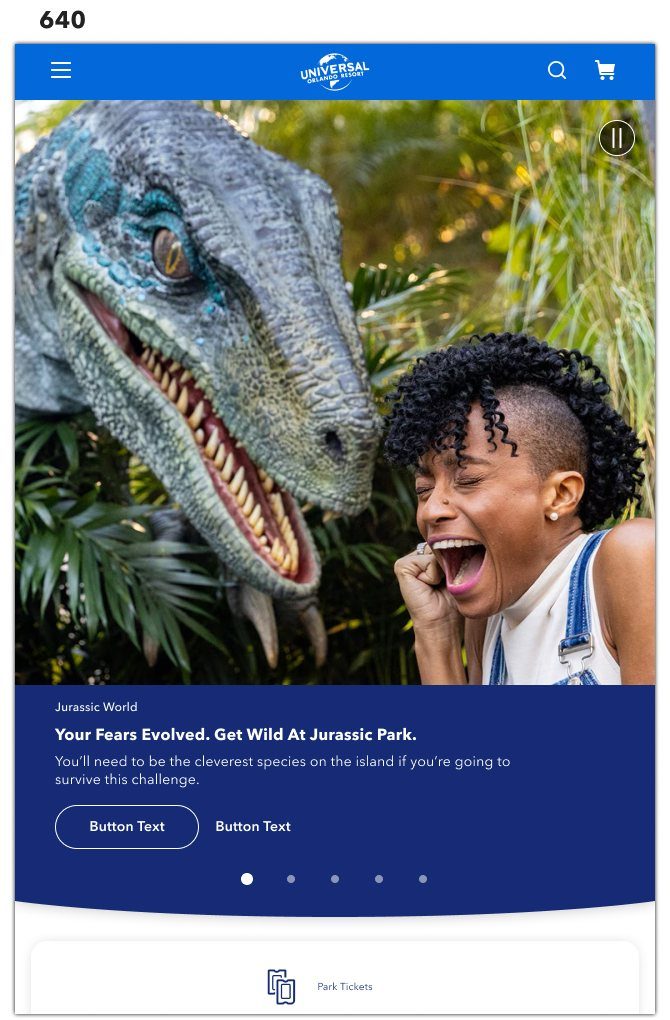 640
UNIVERSAL
ORLANDO RESORT
Jurassic World
Your Fears Evolved. Get Wild At Jurassic Park.
You’ll need to be the cleverest species on the island if you’re going to
survive this challenge.
Button Text Button Text
Park Tickets